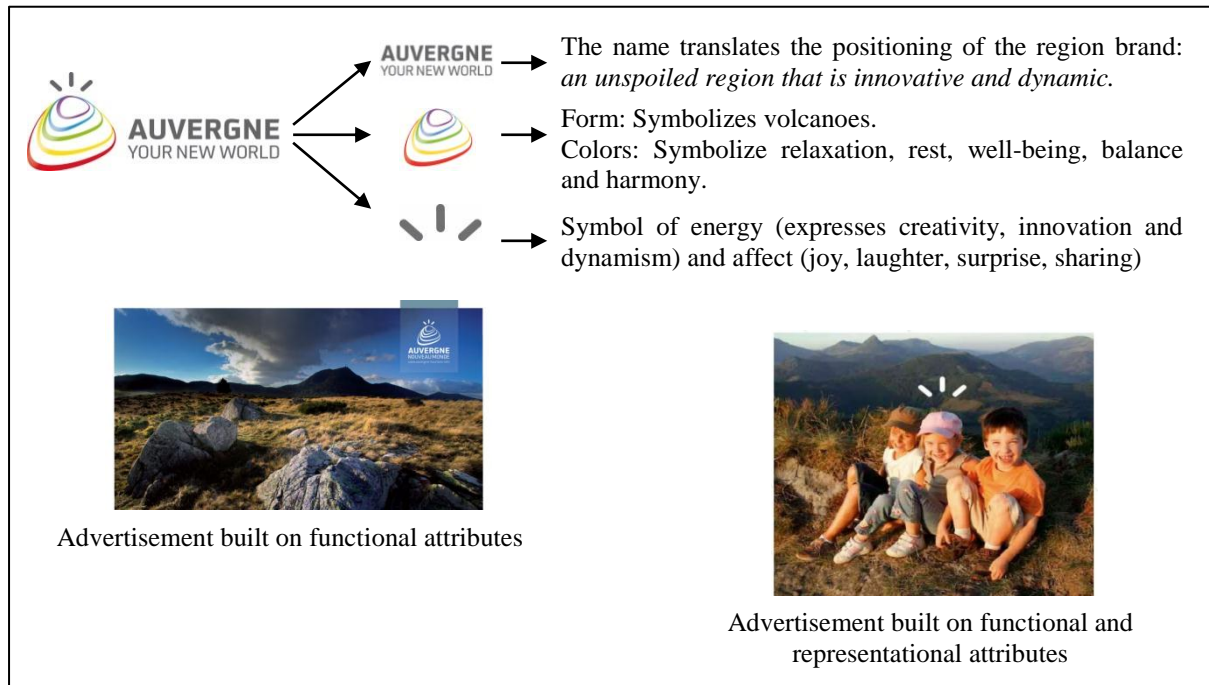 AUVERGNE
YOUR NEW WORLD
AUVERGNE
YOUR NEW WORLD
The name translates the positioning of the region brand:
an unspoiled region that is innovative and dynamic.
Form: Symbolizes volcanoes.
Colors: Symbolize relaxation, rest, well-being, balance
and harmony.
Symbol of energy (expresses creativity, innovation and
dynamism) and affect (joy, laughter, surprise, sharing)
AUVERGNE
NOUVEAU MONDE
Advertisement built on functional attributes
Advertisement built on functional and
representational attributes